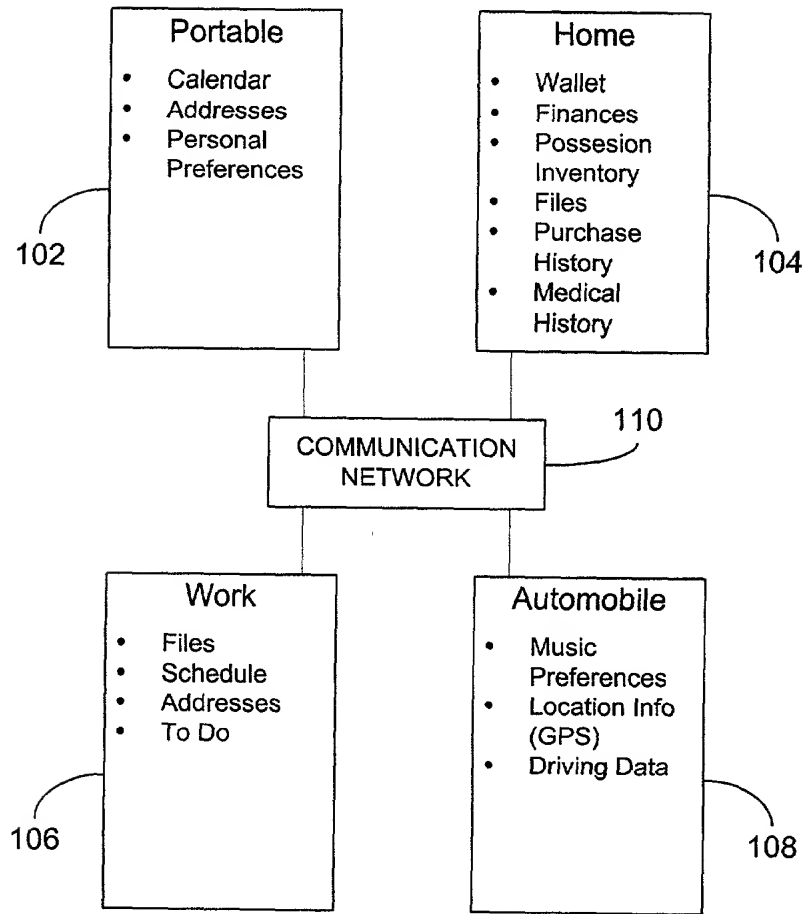 Portable
• Calendar
• Addresses
• Personal
Preferences
102
Home
• Wallet
• Finances
• Possesion
Inventory
• Files
• Purchase
History
• Medical
History
104
COMMUNICATION
NETWORK
110
Work
• Files
• Schedule
• Addresses
• To Do
106
Automobile
• Music
Preferences
• Location Info
(GPS)
• Driving Data
108